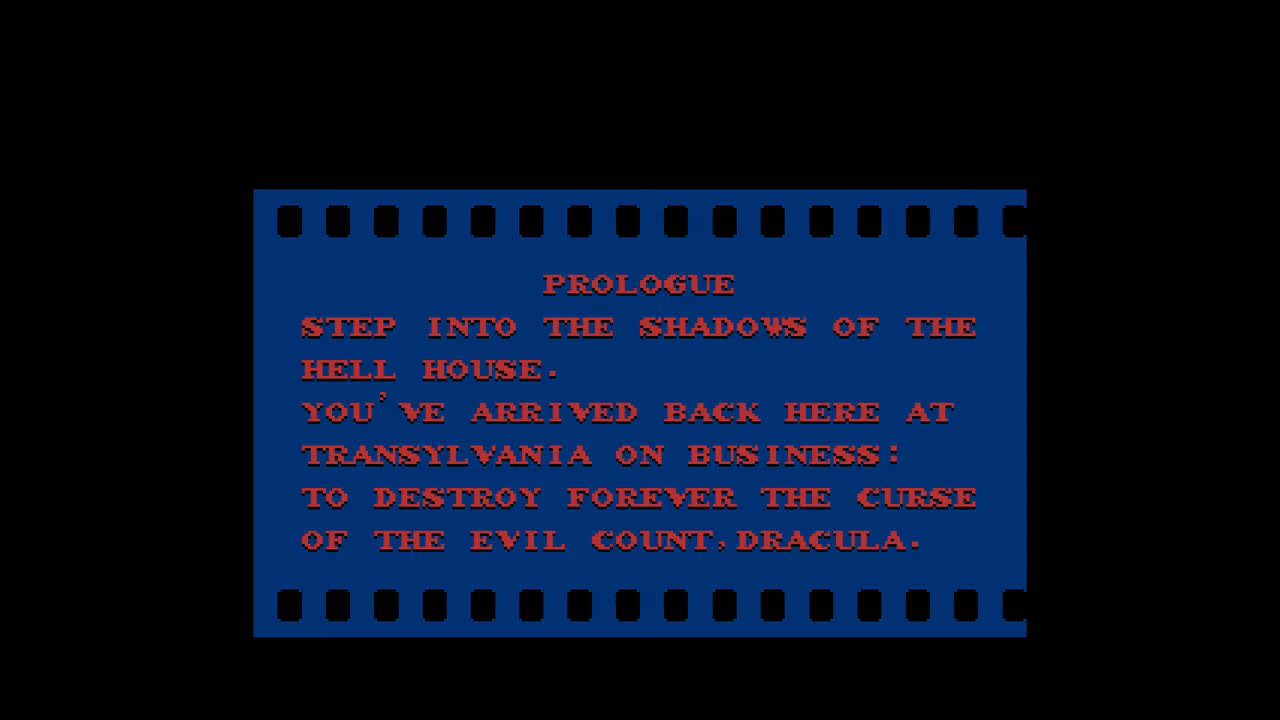 PROLOGUE
STEP INTO THE SHADOWS OF THE
HELL HOUSE.
YOU'VE ARRIVED BACK HERE AT
TRANSYLVANIA ON BUSINESS:
TO DESTROY FOREVER THE CURSE
OF THE EVIL COUNT,DRACULA.